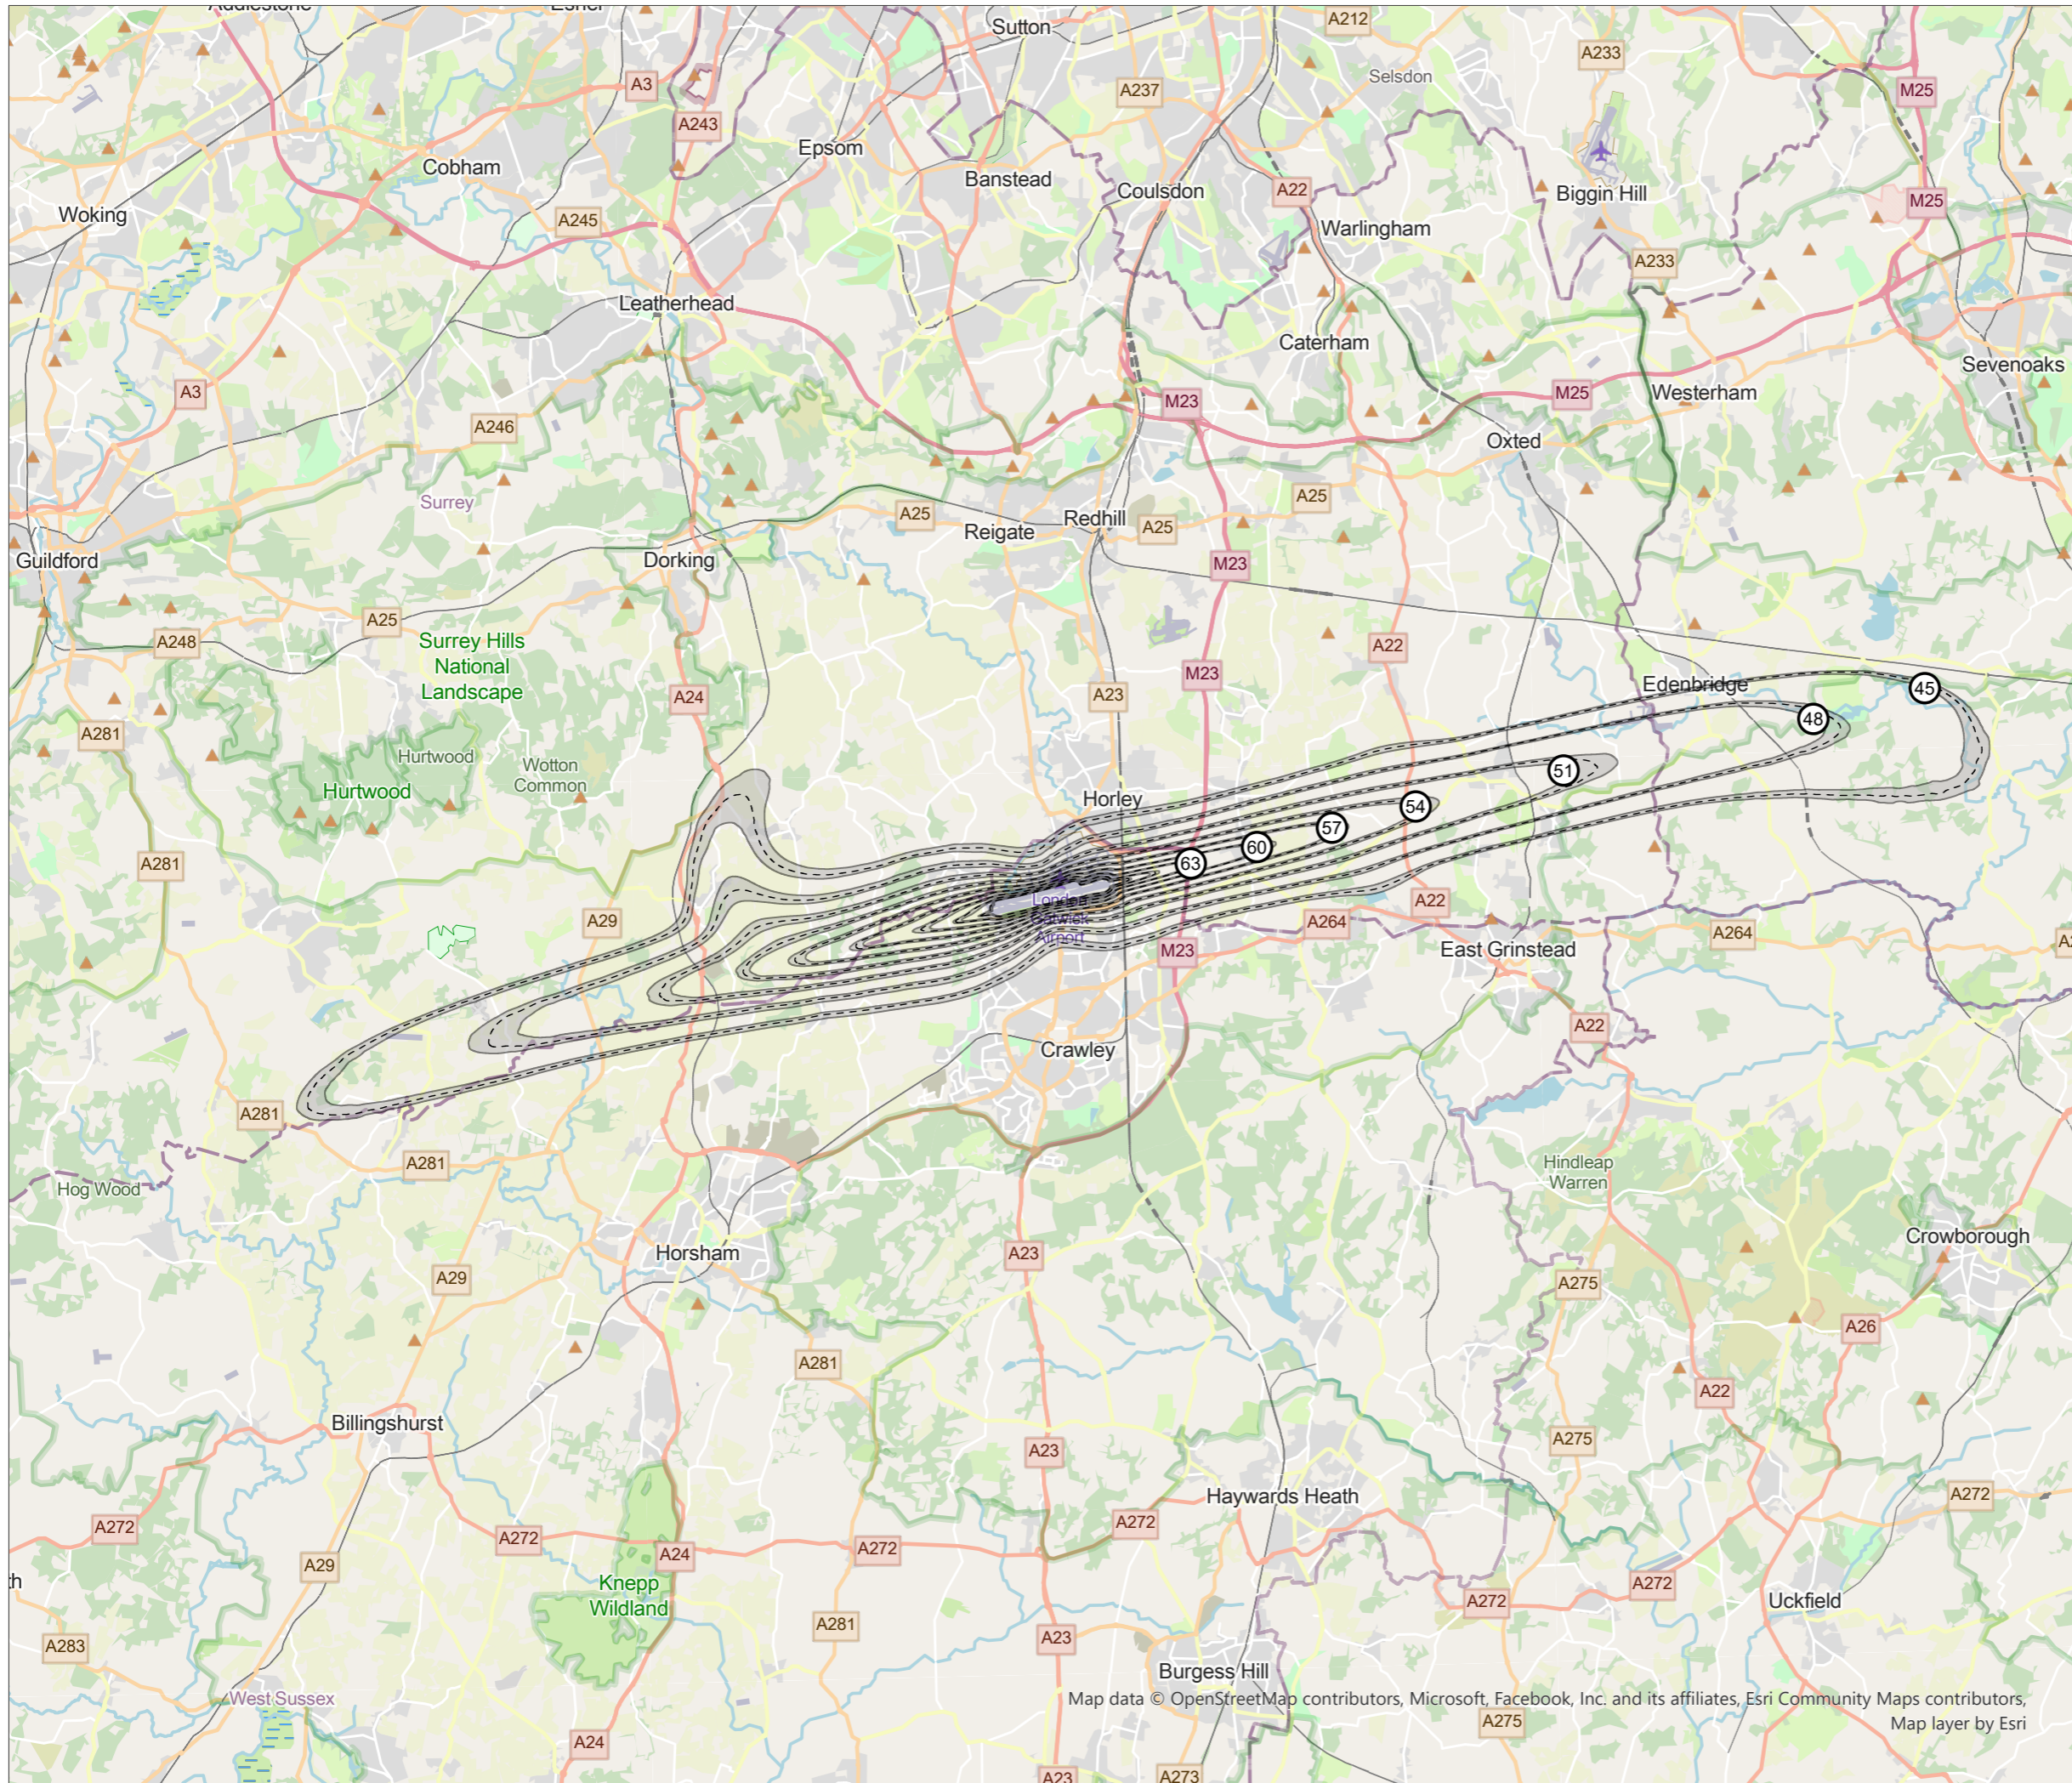 Addlestone
Esher
Sutton
A212
A233
Selsdon
A3
A237
M25
A243
Epsom
Cobham
Banstead
Coulsdon
A22
Biggin Hill
M25
Woking
A245
Warlingham
A233
Leatherhead
Caterham
Sevenoaks
A3
M23
M25
Westerham
A246
Oxted
Surrey
A25
A25
Redhill
A25
Reigate
Guildford
Dorking
M23
A25
A248
Surrey Hills
National
Landscape
A22
M23
Edenbridge
45
A24
A23
48
A281
Hurtwood
Wotton
Common
51
Hurtwood
Horley
54
57
60
63
A281
London
Gatwick
Airport
A29
A22
A264
A264
M23
East Grinstead
A22
Crawley
A281
A281
Hindleap
Warren
Hog Wood
Crowborough
Horsham
A23
A29
A275
A26
A281
A22
Billingshurst
A275
A23
Haywards Heath
A272
A272
A272
A272
A272
A24
A29
th
Knepp
Wildland
A272
A272
Uckfield
A283
A281
A23
Burgess Hill
West Sussex
Map data © OpenStreetMap contributors, Microsoft, Facebook, Inc. and its affiliates, Esri Community Maps contributors,
Map layer by Esri
A275
A24
A23
A273